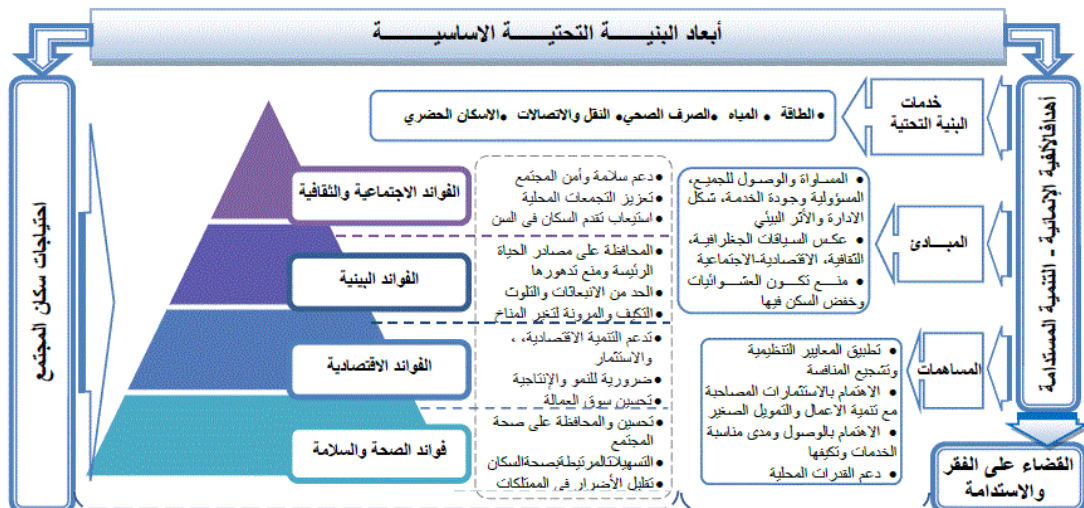 أبعاد البنيـــــة التحتيـــــة الاساسيـــــــة
أهداف الألفية الإنمائية - التنمية المستدامة
القضاء على الفقر
والاستدامة
خدمات
البنية التحتية
• الطاقة • المياه •الصرف الصحي• النقل والاتصالات • الاسكان الحضري
المبــادئ
• المساواة والوصول للجميع،
المسؤولية وجودة الخدمة، شكل
الادارة والأثر البيئي
• عكس السياقات الجغرافية،
الثقافية، الاقتصادية-الاجتماعية
• منـــع تكـــون العشـــوائيات
وخفض السكن فيها
المساهمات
• تطبيق المعايير التنظيمية
وتشجيع المنافسة
• الاهتمام بالاستثمارات المصاحبة
مع تنمية الاعمال والتمويل الصغير
• الاهتمام بالوصول ومدى مناسبة
الخدمات وتكيفها
• دعم القدرات المحلية
الفوائد الاجتماعية والثقافية
•دعم سلامة وأمن المجتمع
•تعزيز التجمعات المحلية
•استيعاب تقدم السكان في السن
الفوائد البيئية
•المحافظة على مصادر الحياة
الرئيسة ومنع تدهورها
•الحد من الانبعاثات والتلوث
•التكيف والمرونة لتغير المناخ
الفوائد الاقتصادية
•تدعم التنمية الاقتصادية، ،
والاستثمار
•ضرورية للنمو والإنتاجية
•تحسين سوق العمالة
فوائد الصحة والسلامة
•تحسين والمحافظة على صحة
المجتمع
•التسهيلات المرتبطة بصحة السكان
•تقليل الأضرار في الممتلكات
احتياجات سكان المجتمع